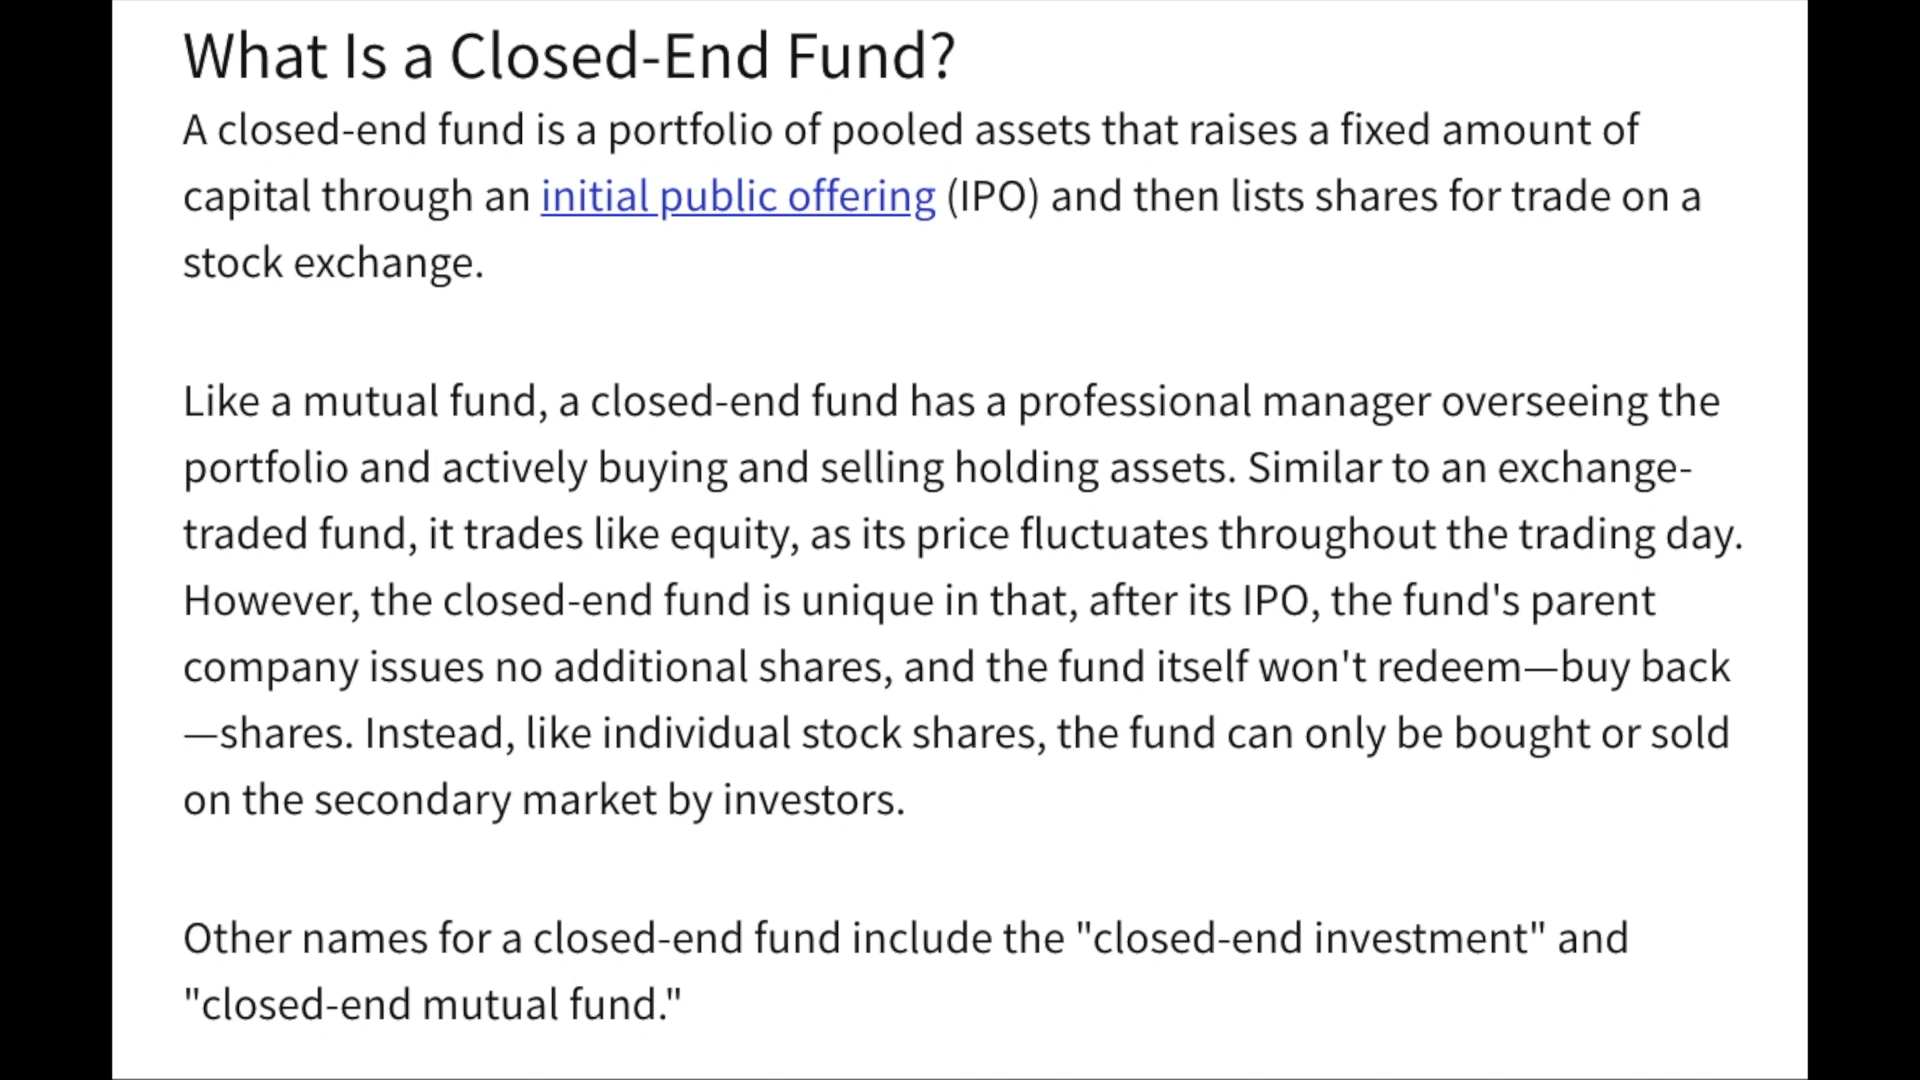 What Is a Closed-End Fund?
A closed-end fund is a portfolio of pooled assets that raises a fixed amount of
capital through an initial public offering (IPO) and then lists shares for trade on a
stock exchange.
Like a mutual fund, a closed-end fund has a professional manager overseeing the
portfolio and actively buying and selling holding assets. Similar to an exchange-
traded fund, it trades like equity, as its price fluctuates throughout the trading day.
However, the closed-end fund is unique in that, after its IPO, the fund's parent
company issues no additional shares, and the fund itself won't redeem—buy back
—shares. Instead, like individual stock shares, the fund can only be bought or sold
on the secondary market by investors.
Other names for a closed-end fund include the "closed-end investment" and
"closed-end mutual fund."